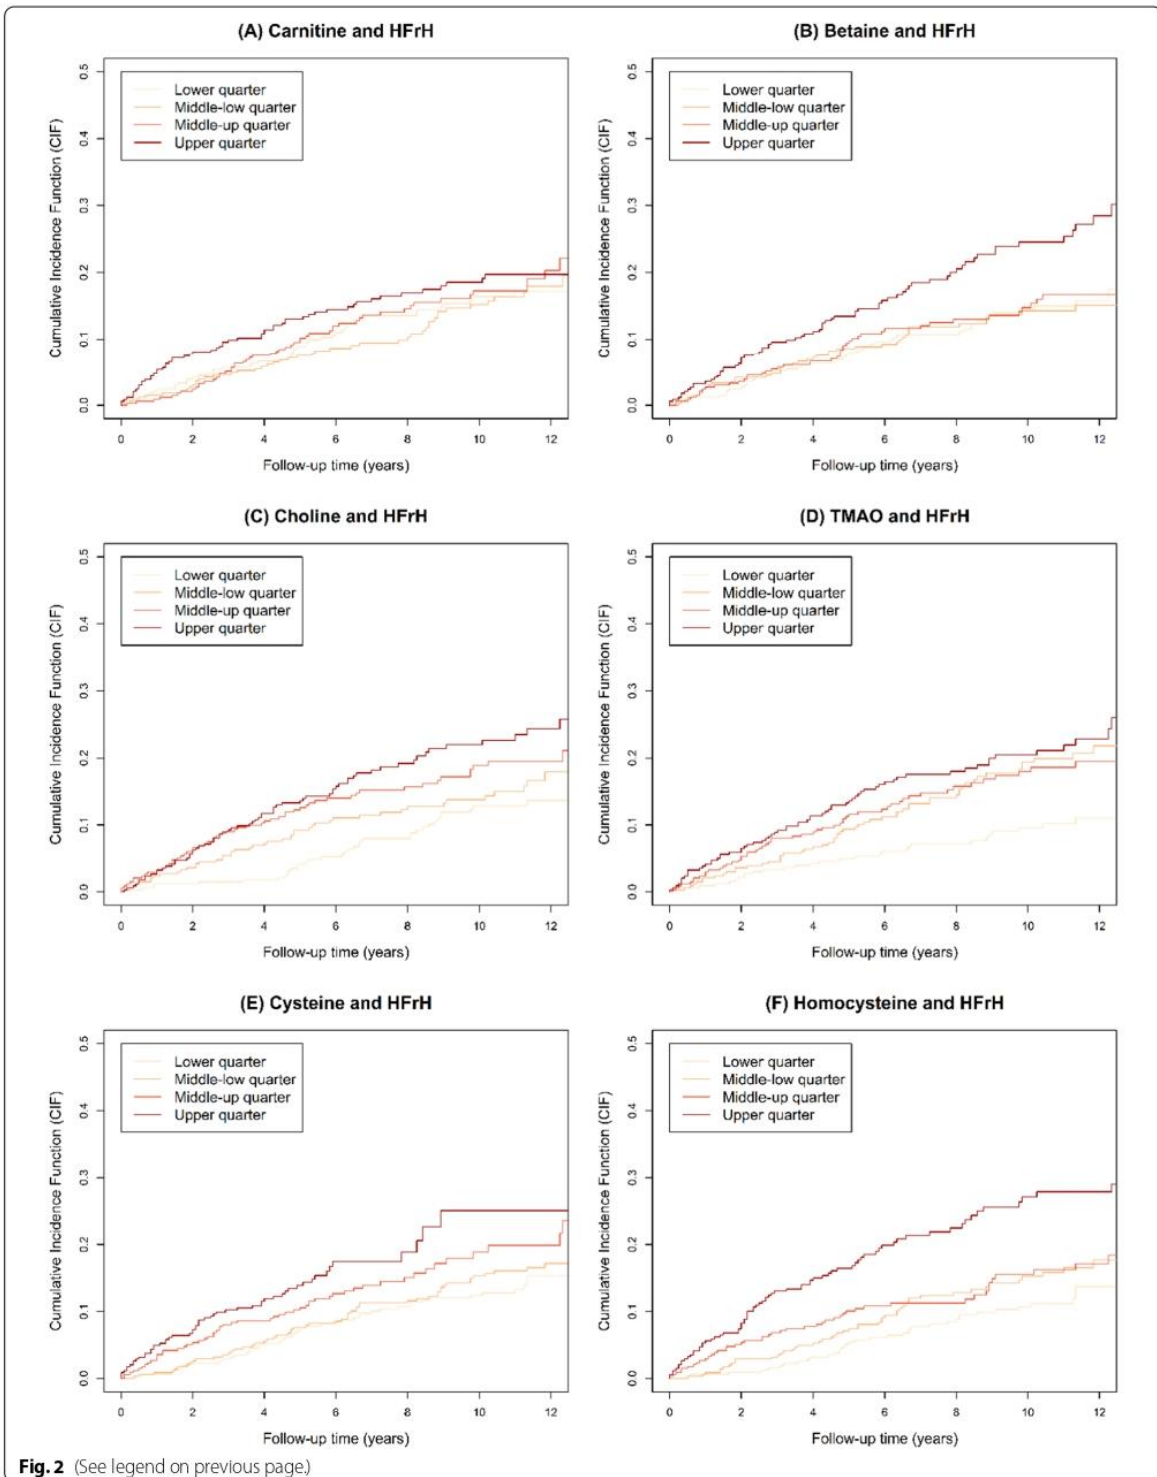 (A) Carnitine and HFrH
Cumulative Incidence Function (CIF)
0.5
0.4
0.3
0.2
0.1
0.0
Lower quarter
Middle-low quarter
Middle-up quarter
Upper quarter
0 2 4 6 8 10 12
Follow-up time (years)
(B) Betaine and HFrH
Cumulative Incidence Function (CIF)
0.5
0.4
0.3
0.2
0.1
0.0
Lower quarter
Middle-low quarter
Middle-up quarter
Upper quarter
0 2 4 6 8 10 12
Follow-up time (years)
(C) Choline and HFrH
Cumulative Incidence Function (CIF)
0.5
0.4
0.3
0.2
0.1
0.0
Lower quarter
Middle-low quarter
Middle-up quarter
Upper quarter
0 2 4 6 8 10 12
Follow-up time (years)
(D) TMAO and HFrH
Cumulative Incidence Function (CIF)
0.5
0.4
0.3
0.2
0.1
0.0
Lower quarter
Middle-low quarter
Middle-up quarter
Upper quarter
0 2 4 6 8 10 12
Follow-up time (years)
(E) Cysteine and HFrH
Cumulative Incidence Function (CIF)
0.5
0.4
0.3
0.2
0.1
0.0
Lower quarter
Middle-low quarter
Middle-up quarter
Upper quarter
0 2 4 6 8 10 12
Follow-up time (years)
(F) Homocysteine and HFrH
Cumulative Incidence Function (CIF)
0.5
0.4
0.3
0.2
0.1
0.0
Lower quarter
Middle-low quarter
Middle-up quarter
Upper quarter
0 2 4 6 8 10 12
Follow-up time (years)
Fig. 2 (See legend on previous page.)